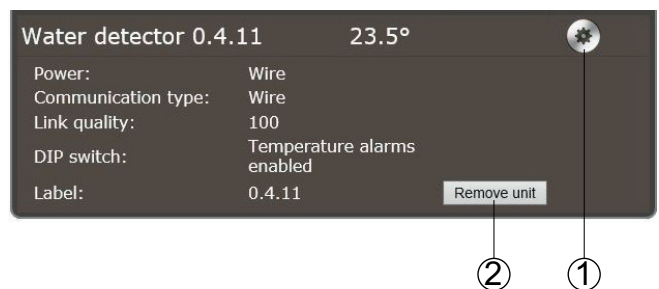 Water detector 0.4.11 23.5°
Power: Wire
Communication type: Wire
Link quality: 100
DIP switch: Temperature alarms
enabled
Label: 0.4.11 Remove unit
2 1